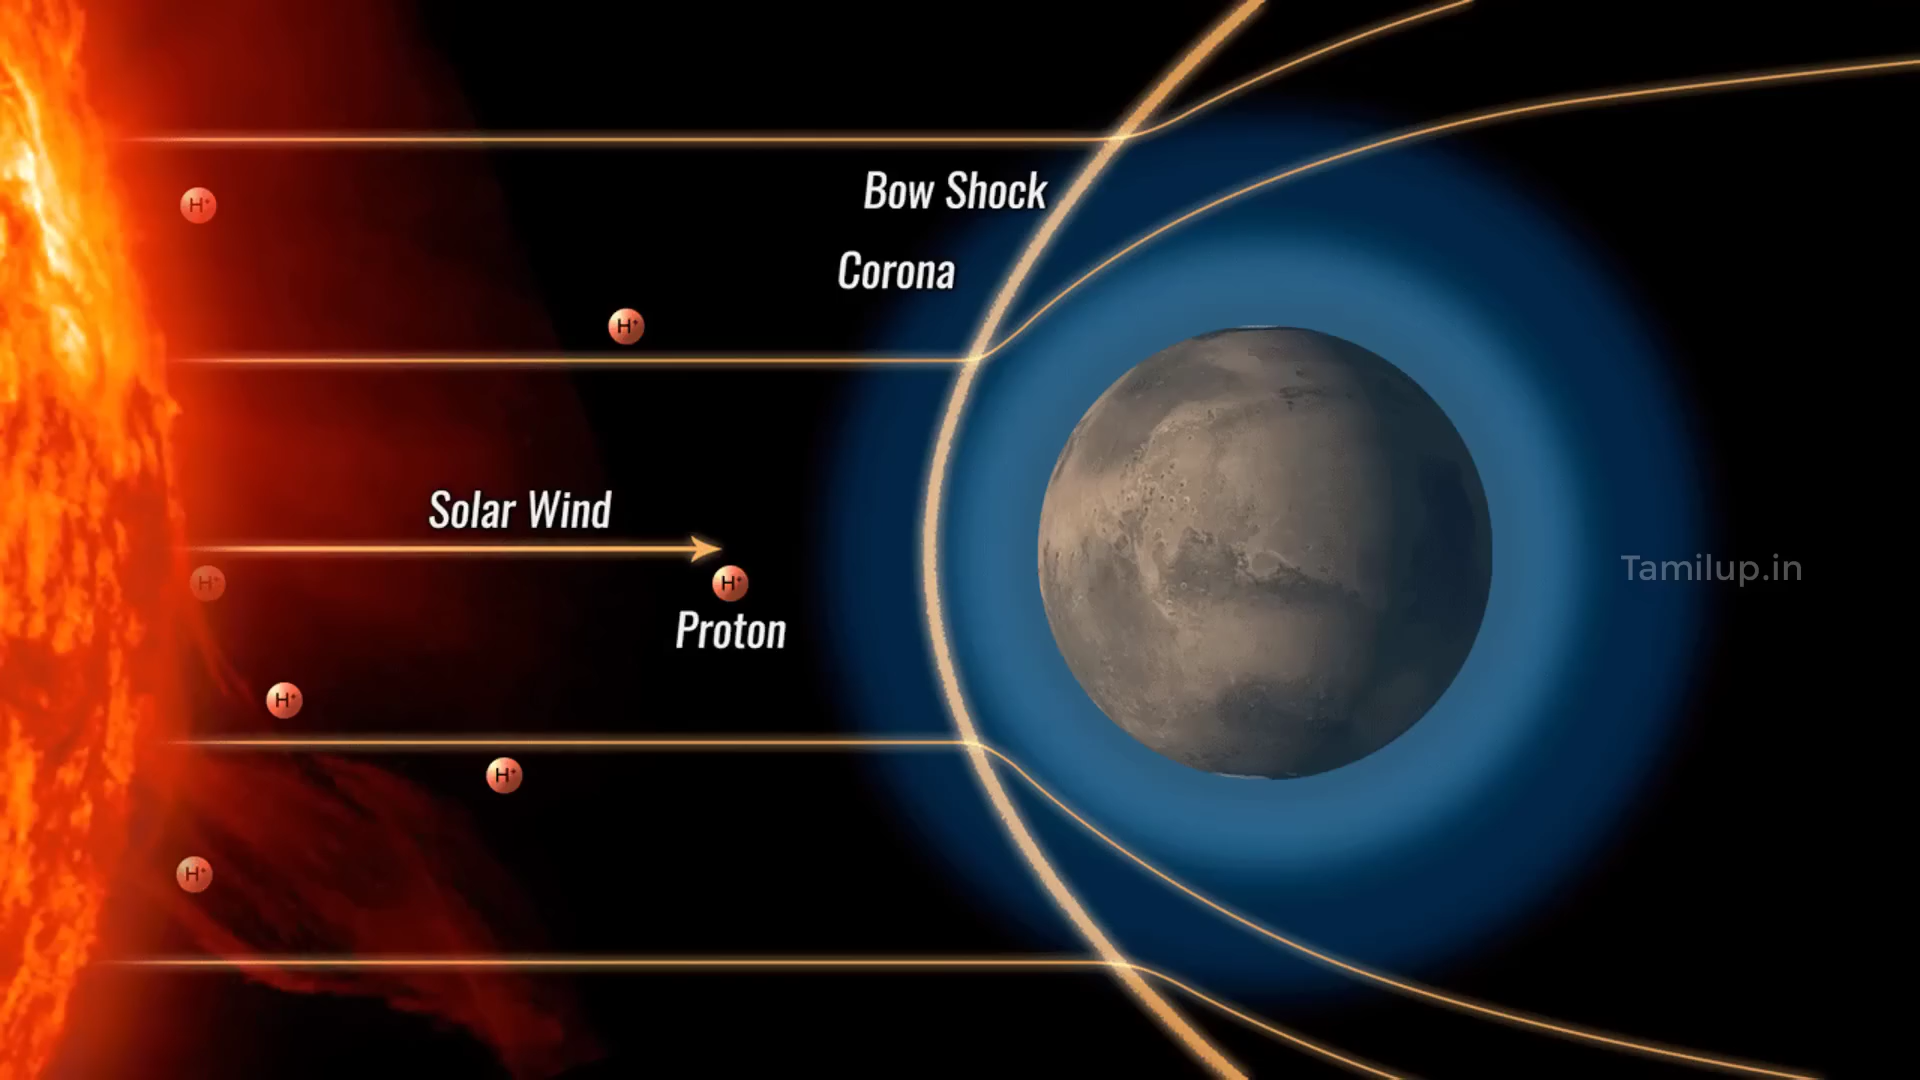 Bow Shock
H+
Corona
H+
Solar Wind
Tamilup.in
H+
H+
Proton
H+
H+
H+